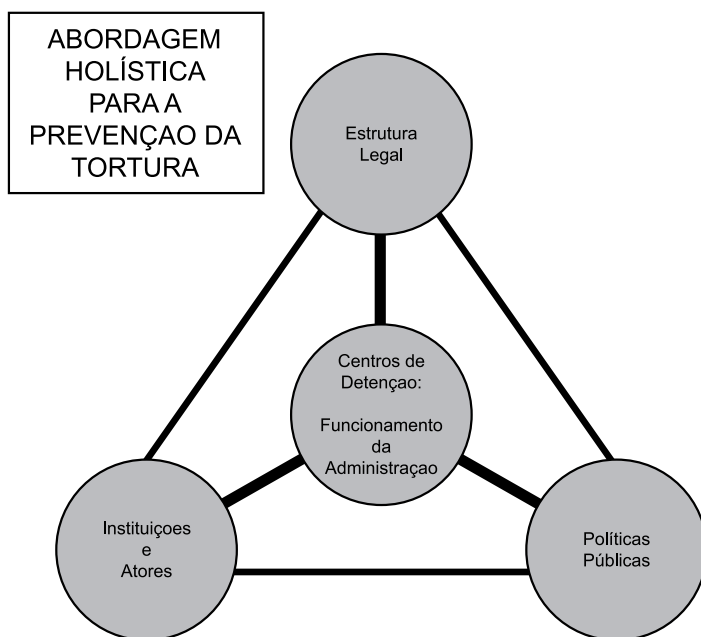 ABORDAGEM
HOLÍSTICA
PARA A
PREVENÇAO DA
TORTURA
Estrutura
Legal
Centros de
Detençao:
Funcionamento
da
Administraçao
Instituiçoes
e
Atores
Políticas
Públicas